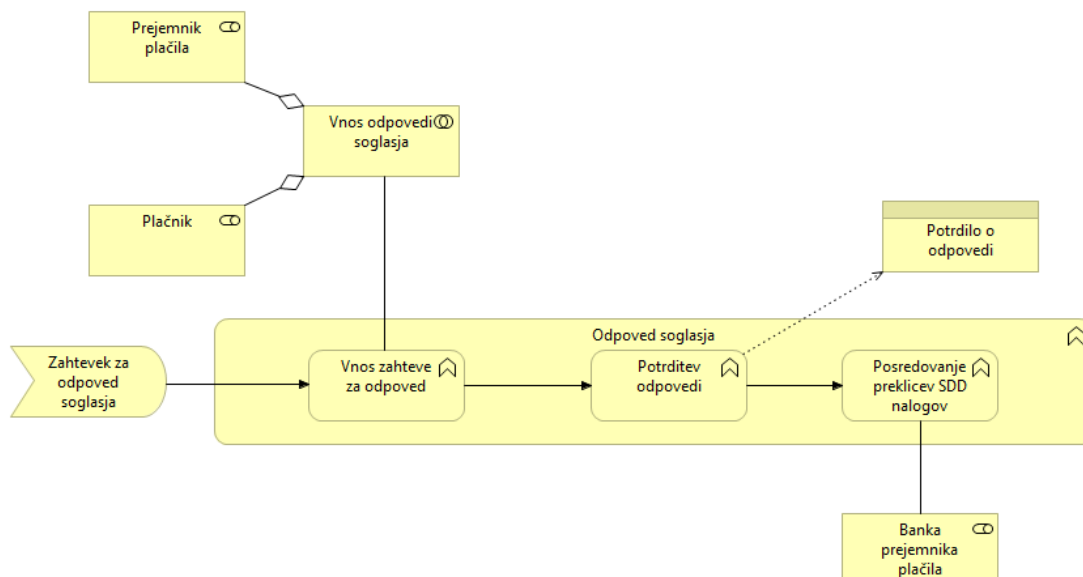 Prejemnik
plačila
Vnos odpovedi
soglasja
Plačnik
Potrdilo o
odpovedi
Odpoved soglasja
Zahtevek za
odpoved
soglasja
Vnos zahteve
za odpoved
Potrditev
odpovedi
Posredovanje
preklicev SDD
nalogov
Banka
prejemnika
plačila